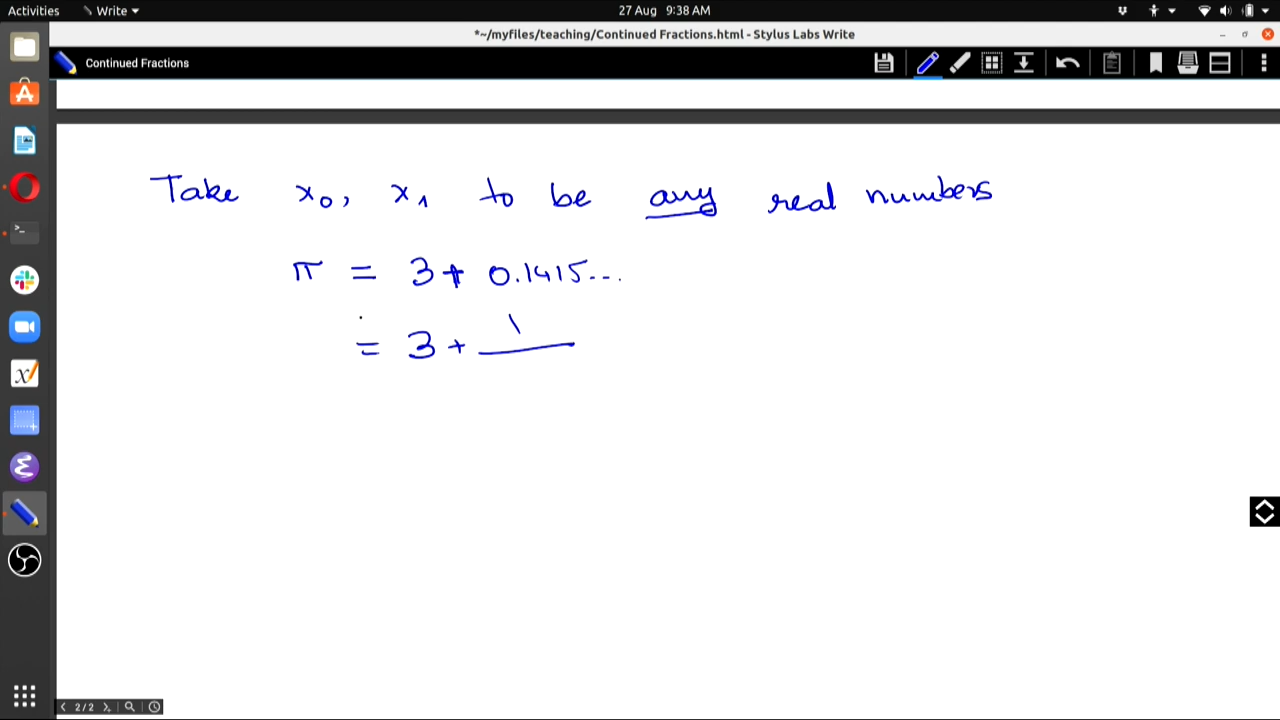 Activities Write 27 Aug 9:38 AM
*~/myfiles/teaching/Continued Fractions.html - Stylus Labs Write
Continued Fractions
Take x₀, x₁ to be any real numbers
π = 3 + 0.1415...
= 3 + 1/
2/2